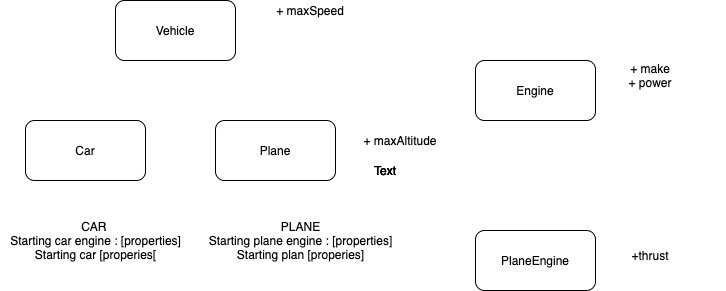 Vehicle
+ maxSpeed
Engine
+ make
+ power
Car
Plane
+ maxAltitude
Text
CAR
Starting car engine : [properties]
Starting car [properies[
PLANE
Starting plane engine : [properties]
Starting plan [properies]
PlaneEngine
+thrust